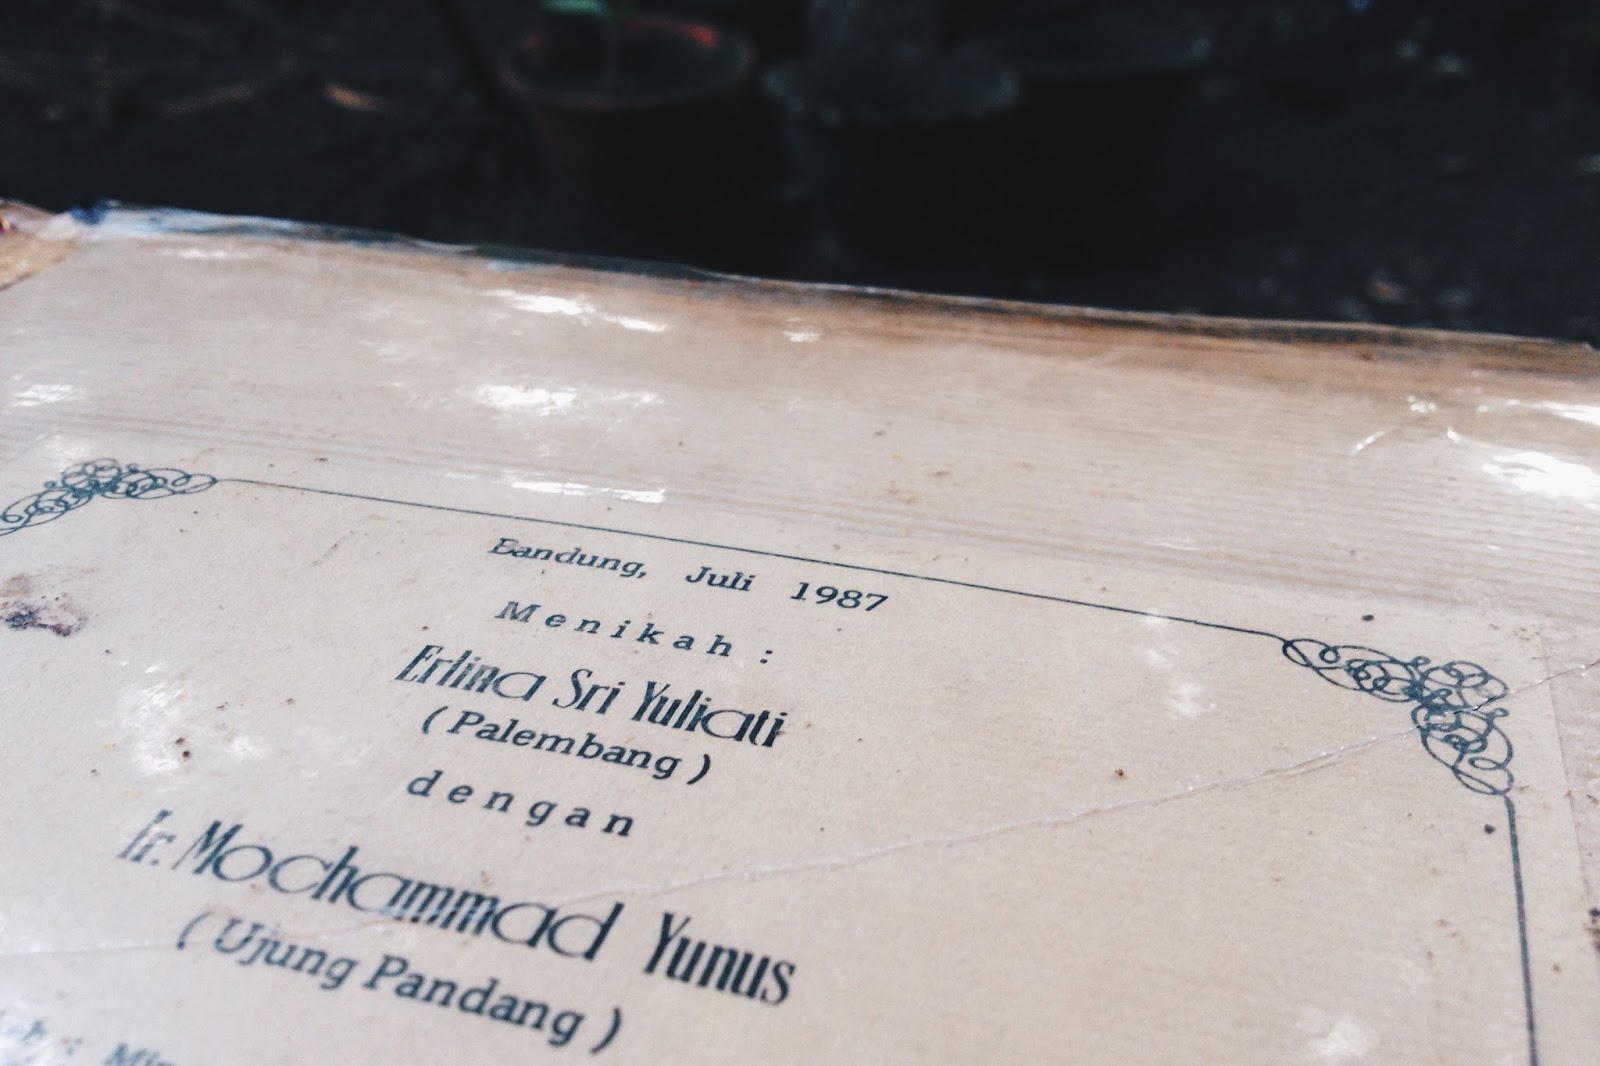 Bandung, Juli 1987
Menikah :
Erlina Sri Yuliati
( Palembang )
dengan
Ir. Mochammad Yunus
( Ujung Pandang )